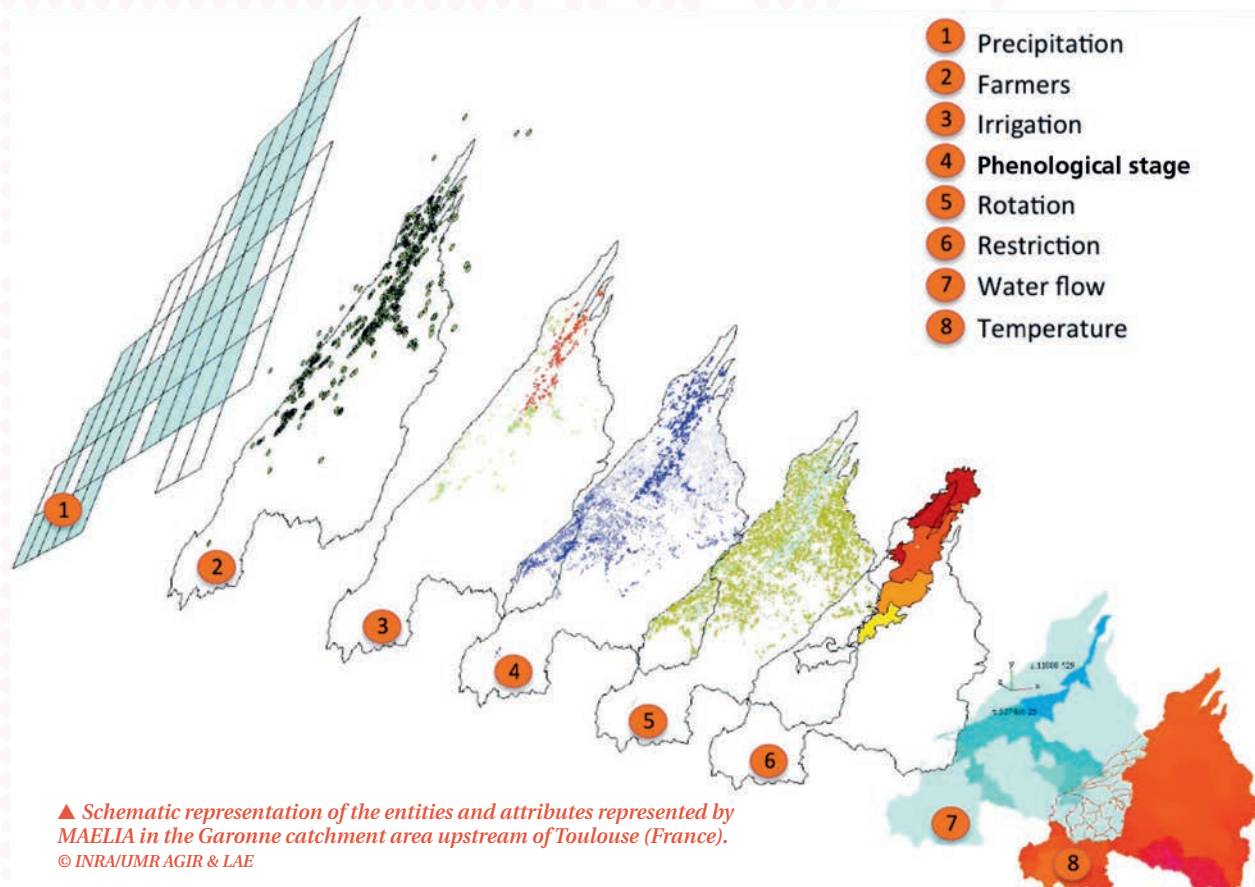 1 Precipitation
2 Farmers
3 Irrigation
4 Phenological stage
5 Rotation
6 Restriction
7 Water flow
8 Temperature
1
2
3
4
5
6
7
8
y
z
x
▲ Schematic representation of the entities and attributes represented by
MAELIA in the Garonne catchment area upstream of Toulouse (France).
© INRA/UMR AGIR & LAE